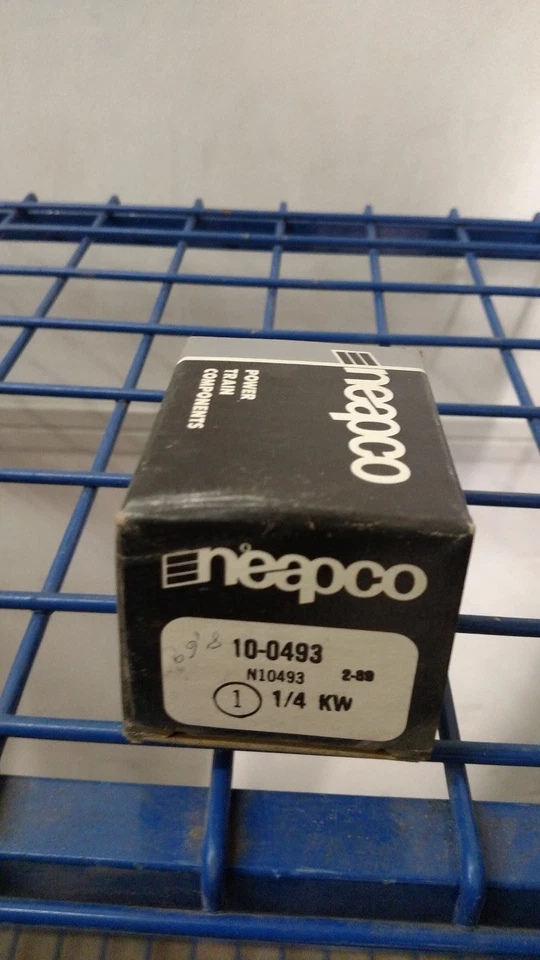 neapco
POWER
TRAIN
COMPONENTS
neapco
10-0493
N10493 2-89
1 1/4 KW